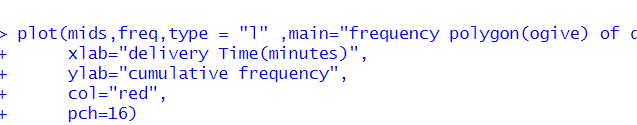 > plot(mids,freq,type = "l" ,main="frequency polygon(ogive) of
+      xlab="delivery Time(minutes)",
+      ylab="cumulative frequency",
+      col="red",
+      pch=16)